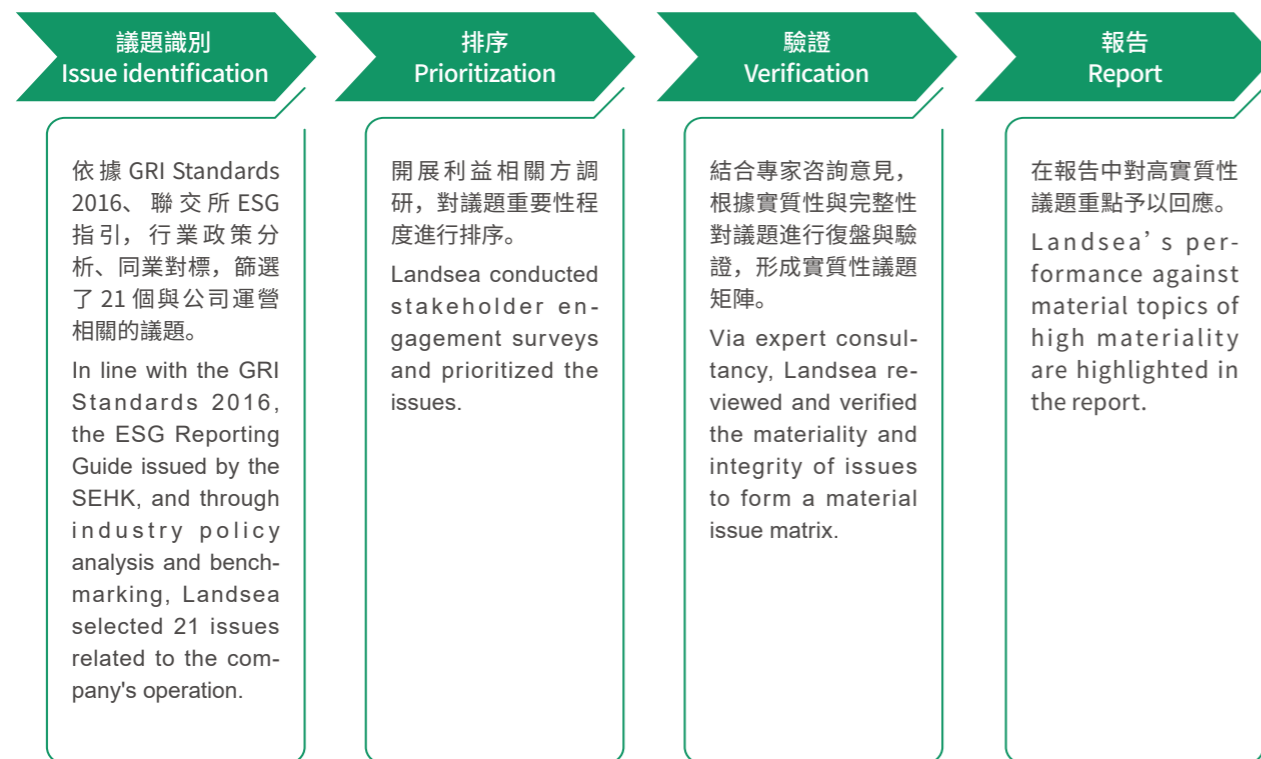 議題識別
Issue identification
依據 GRI Standards
2016、聯交所 ESG
指引，行業政策分
析、同業對標，篩選
了 21 個與公司運營
相關的議題。
In line with the GRI
Standards 2016,
the ESG Reporting
Guide issued by the
SEHK, and through
industry policy
analysis and bench-
marking, Landsea
selected 21 issues
related to the com-
pany's operation.
排序
Prioritization
開展利益相關方調
研，對議題重要性程
度進行排序。
Landsea conducted
stakeholder en-
gagement surveys
and prioritized the
issues.
驗證
Verification
結合專家咨詢意見，
根據實質性與完整性
對議題進行復盤與驗
證，形成實質性議題
矩陣。
Via expert consul-
tancy, Landsea re-
viewed and verified
the materiality and
integrity of issues
to form a material
issue matrix.
報告
Report
在報告中對高實質性
議題重點予以回應。
Landsea’s per-
formance against
material topics of
high materiality
are highlighted in
the report.